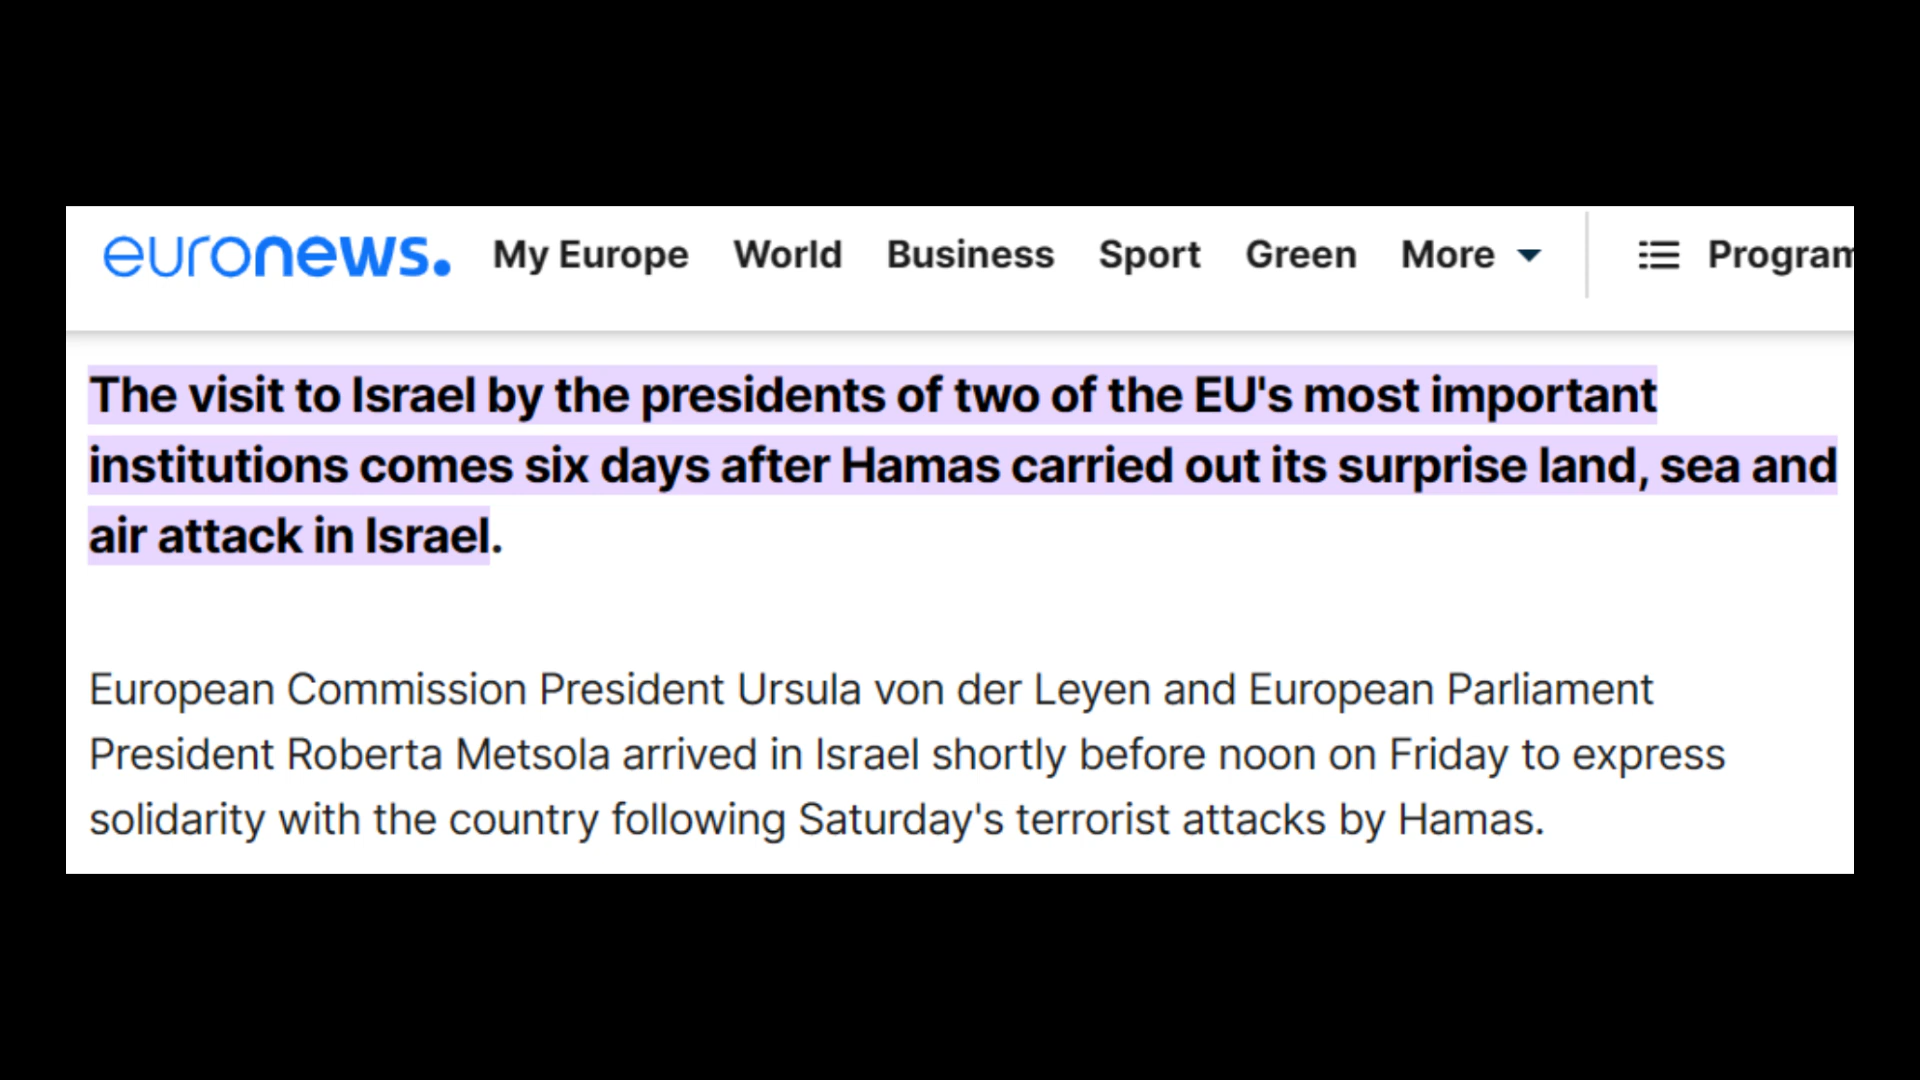 euronews. My Europe World Business Sport Green More Program
The visit to Israel by the presidents of two of the EU's most important
institutions comes six days after Hamas carried out its surprise land, sea and
air attack in Israel.
European Commission President Ursula von der Leyen and European Parliament
President Roberta Metsola arrived in Israel shortly before noon on Friday to express
solidarity with the country following Saturday's terrorist attacks by Hamas.